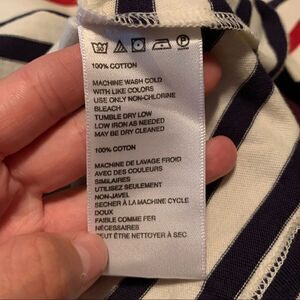 100% COTTON
MACHINE WASH COLD
WITH LIKE COLORS
USE ONLY NON-CHLORINE
BLEACH
TUMBLE DRY LOW
LOW IRON AS NEEDED
MAY BE DRY CLEANED
100% COTON
MACHINE DE LAVAGE FROID
AVEC DES COULEURS
SIMILAIRES
UTILISEZ SEULEMENT
NON-JAVEL
SECHER A LA MACHINE CYCLE
DOUX
FAIBLE COMME FER
NÉCESSAIRES
PEUT ÊTRE NETTOYER À SEC